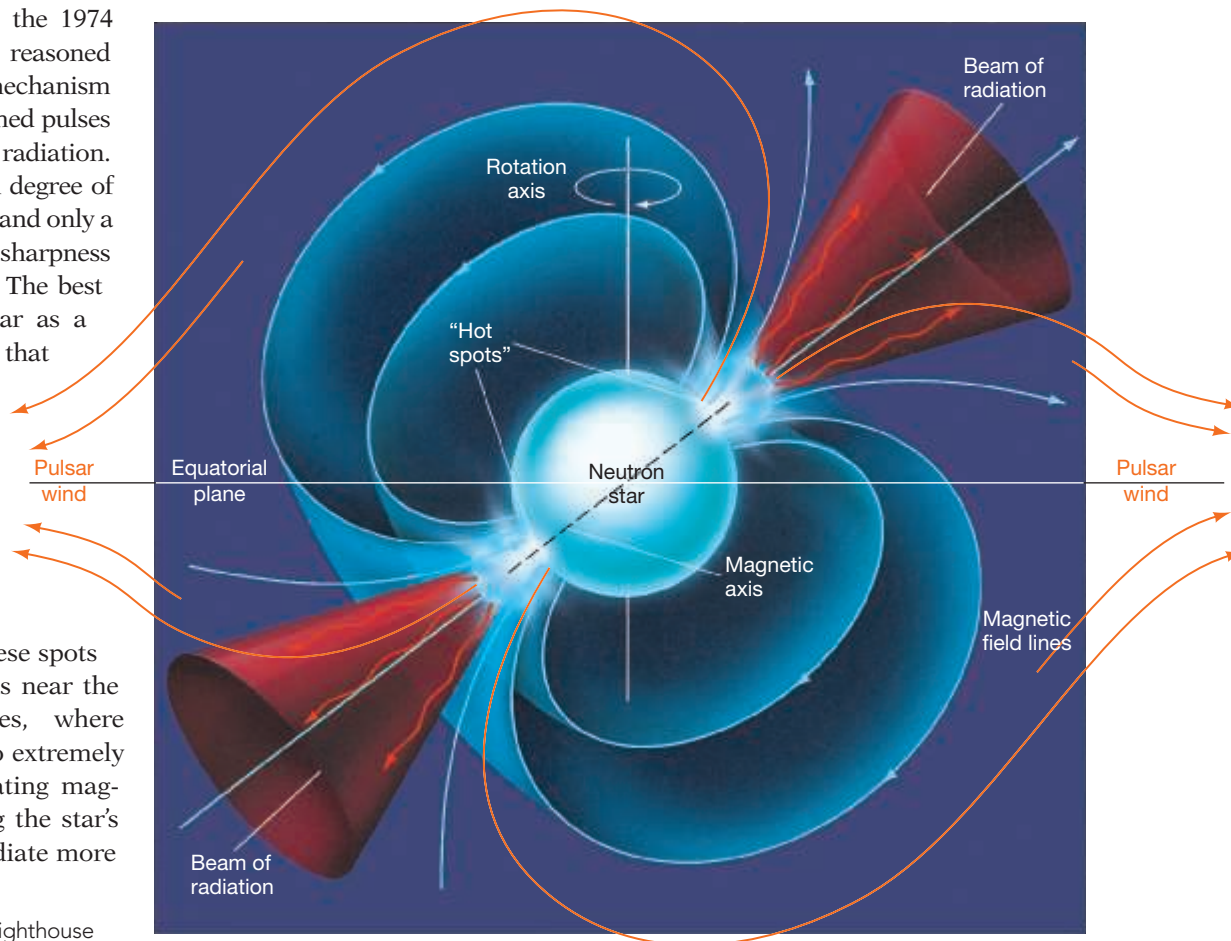 the 1974
reasoned
mechanism
ned pulses
radiation.
degree of
and only a
sharpness
The best
ar as a
that
ese spots
s near the
es, where
o extremely
ating mag-
g the star's
diate more
ighthouse
Beam of
radiation
Rotation
axis
"Hot
spots"
Pulsar
wind
Equatorial
plane
Neutron
star
Pulsar
wind
Magnetic
axis
Magnetic
field lines
Beam of
radiation